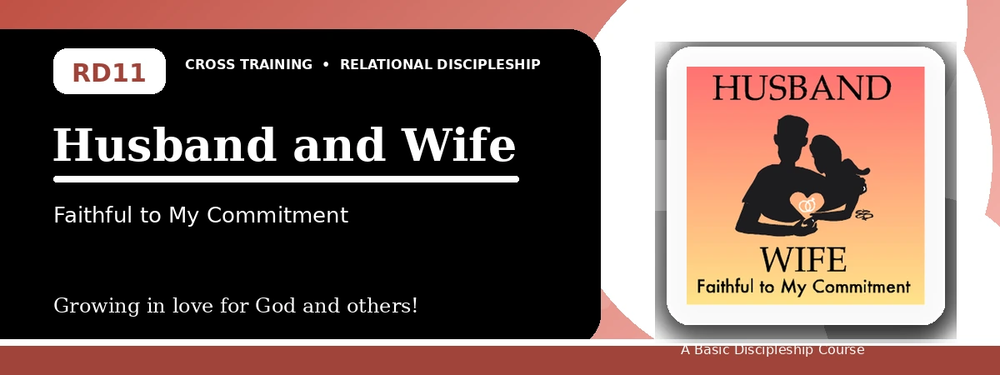 RD11
CROSS TRAINING • RELATIONAL DISCIPLESHIP
Husband and Wife
Faithful to My Commitment
Growing in love for God and others!
HUSBAND
WIFE
Faithful to My Commitment
A Basic Discipleship Course